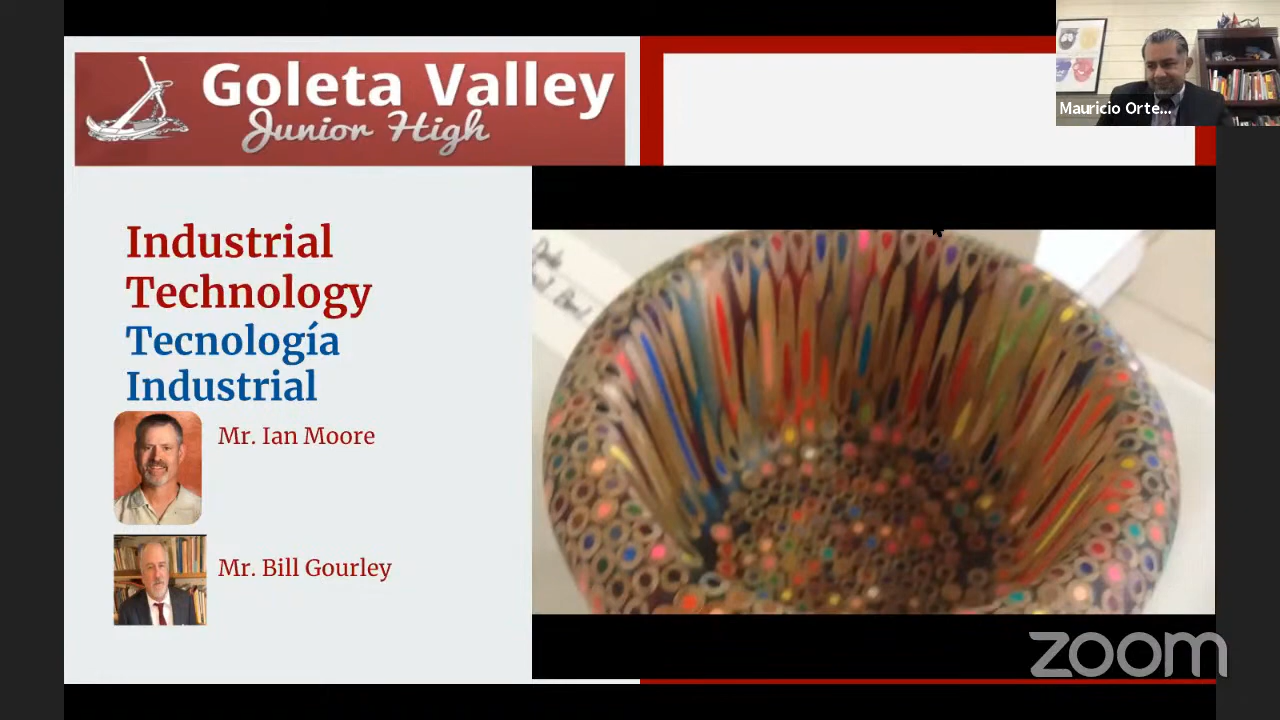 Goleta Valley
Junior High
Mauricio Orte...
Industrial
Technology
Tecnología
Industrial
Mr. Ian Moore
Mr. Bill Gourley
zoom